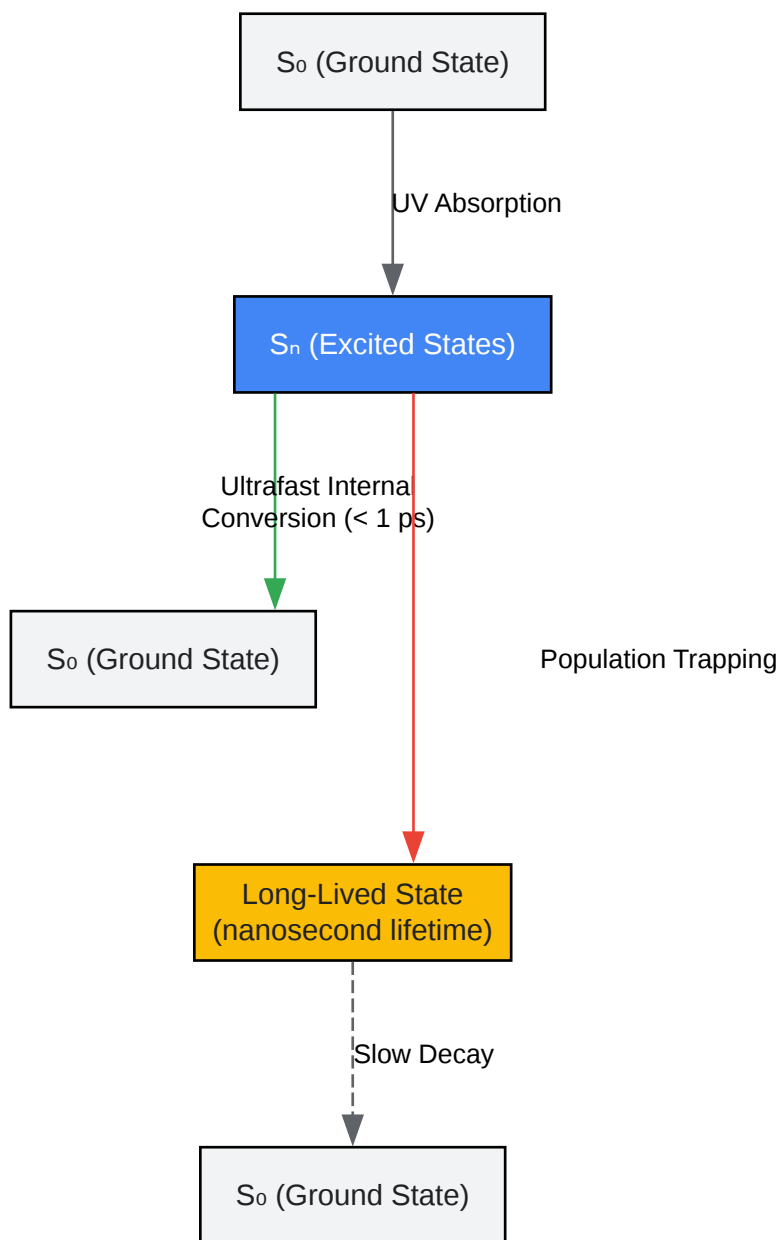 S₀ (Ground State)
UV Absorption
Sₙ (Excited States)
Ultrafast Internal
Conversion (< 1 ps)
S₀ (Ground State)
Population Trapping
Long-Lived State
(nanosecond lifetime)
Slow Decay
S₀ (Ground State)